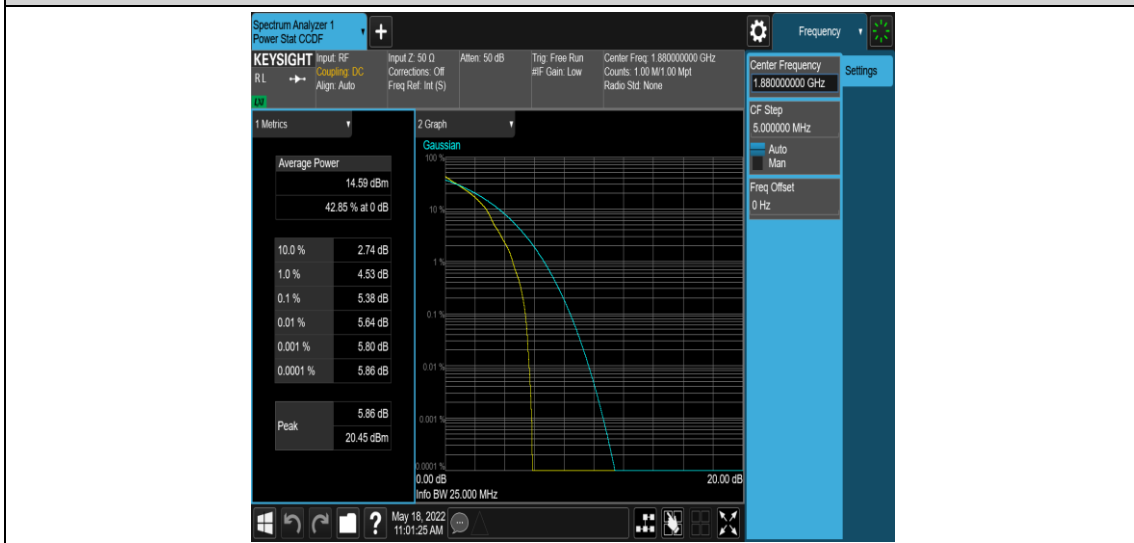 Spectrum Analyzer 1
Power Stat CCDF
+
Frequency
KEYSIGHT
RL
LXI
Input: RF
Coupling: DC
Align: Auto
Input Z: 50 Ω
Corrections: Off
Freq Ref: Int (S)
Atten: 50 dB
Trig: Free Run
#IF Gain: Low
Center Freq: 1.880000000 GHz
Counts: 1.00 M/1.00 Mpt
Radio Std: None
Center Frequency
1.880000000 GHz
Settings
CF Step
5.000000 MHz
Auto
Man
Freq Offset
0 Hz
1 Metrics
Average Power
14.59 dBm
42.85 % at 0 dB
10.0 % 2.74 dB
1.0 % 4.53 dB
0.1 % 5.38 dB
0.01 % 5.64 dB
0.001 % 5.80 dB
0.0001 % 5.86 dB
Peak
5.86 dB
20.45 dBm
2 Graph
Gaussian
100 %
10 %
1 %
0.1 %
0.01 %
0.001 %
0.0001 %
0.00 dB 20.00 dB
Info BW 25.000 MHz
?
May 18, 2022
11:01:25 AM